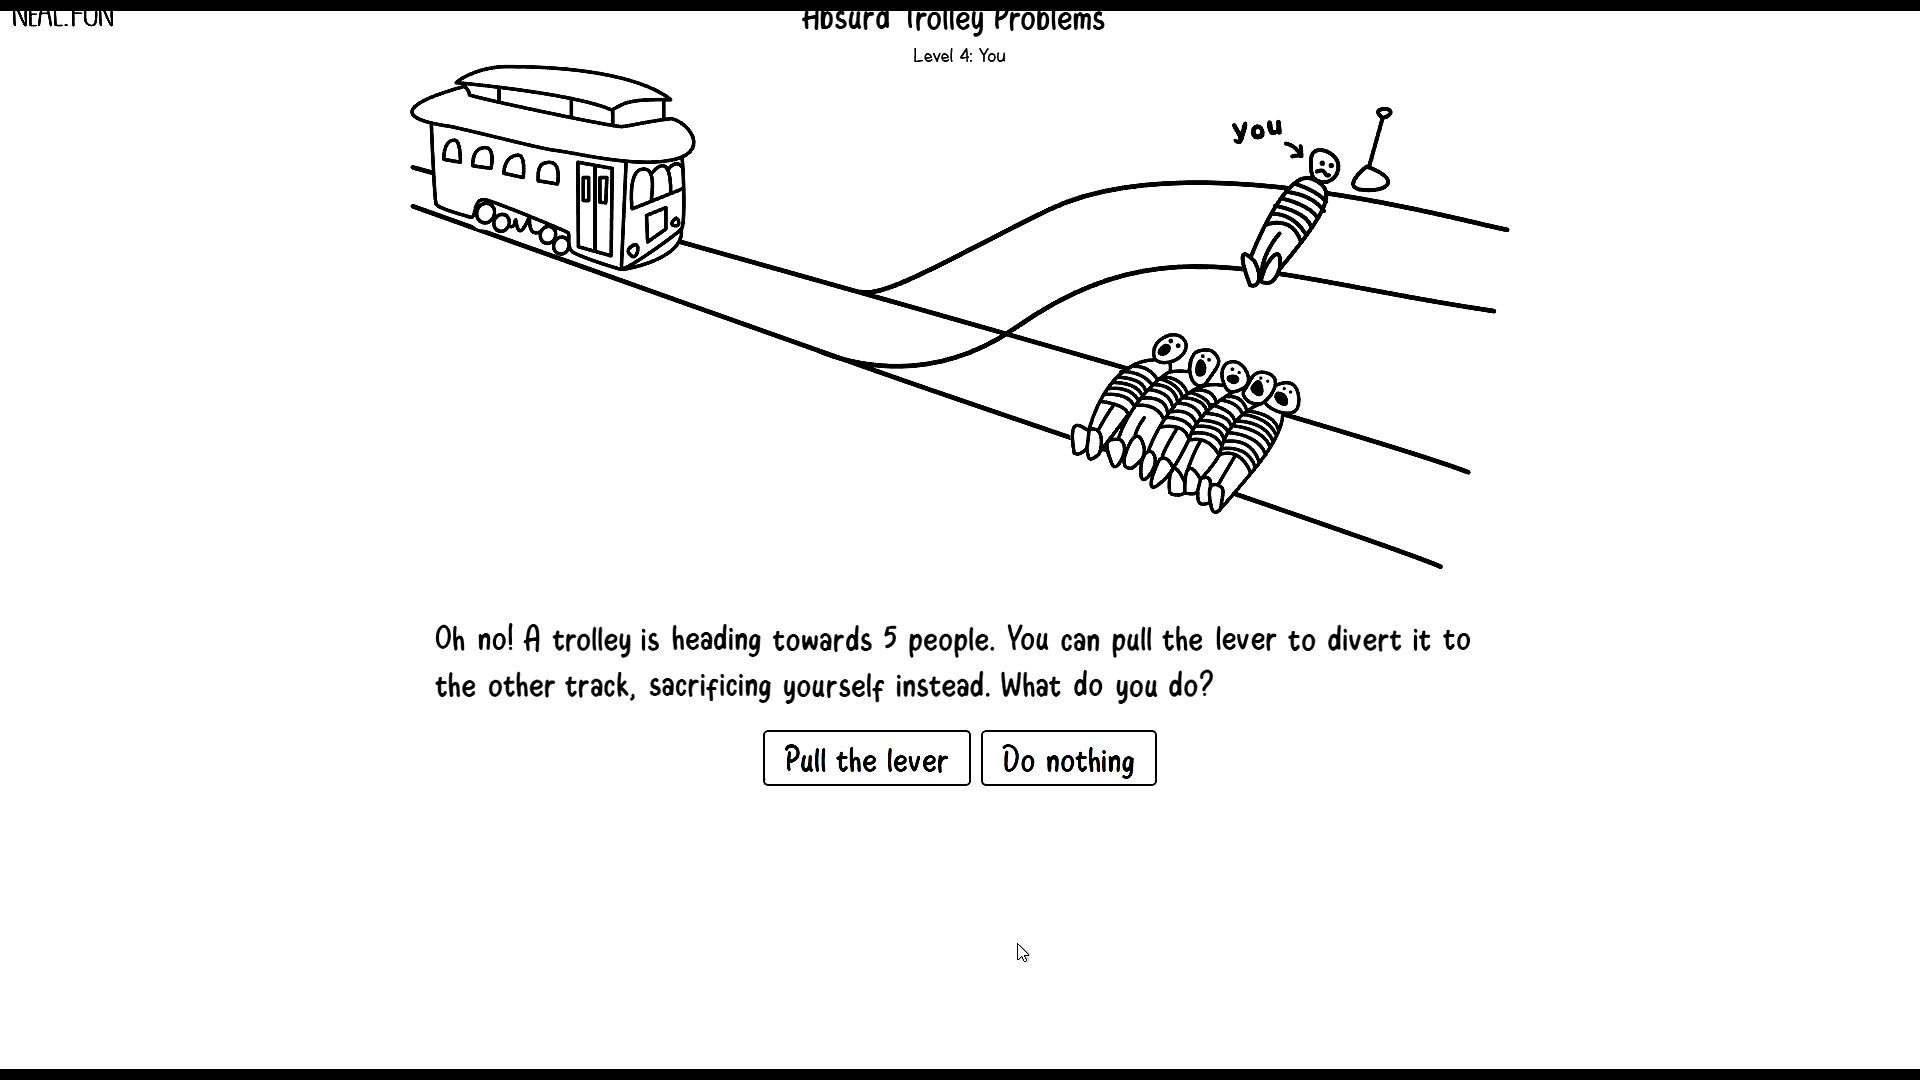 NEAL.FUN
Absurd Trolley Problems
Level 4: You
you
Oh no! A trolley is heading towards 5 people. You can pull the lever to divert it to
the other track, sacrificing yourself instead. What do you do?
Pull the lever
Do nothing